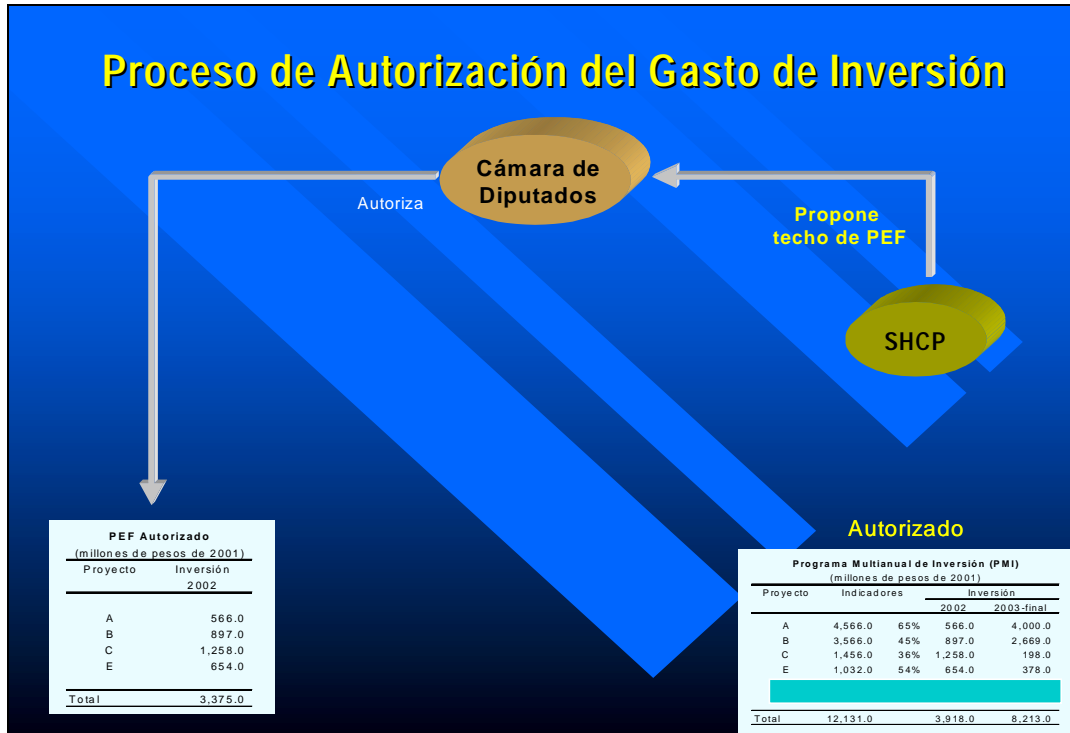 Proceso de Autorización del Gasto de Inversión
Cámara de
Diputados
Autoriza
Propone
techo de PEF
SHCP
PEF Autorizado
(millones de pesos de 2001)
Proyecto Inversión
2002
A 566.0
B 897.0
C 1,258.0
E 654.0
Total 3,375.0
Autorizado
Programa Multianual de Inversión (PMI)
(millones de pesos de 2001)
Proyecto Indicadores Inversión
2002 2003-final
A 4,566.0 65% 566.0 4,000.0
B 3,566.0 45% 897.0 2,669.0
C 1,456.0 36% 1,258.0 198.0
E 1,032.0 54% 654.0 378.0
Total 12,131.0 3,918.0 8,213.0